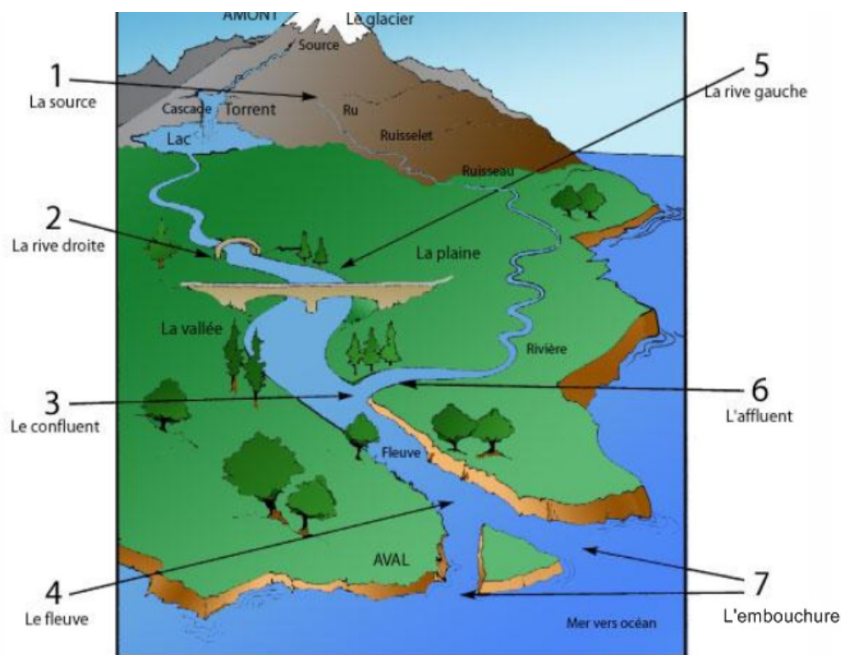 AMONT
Le glacier
Source
1
La source
5
La rive gauche
Cascade
Torrent
Ru
Lac
Ruisselet
Ruisseau
2
La rive droite
La plaine
La vallée
Rivière
3
Le confluent
6
L'affluent
Fleuve
AVAL
4
Le fleuve
7
L'embouchure
Mer vers océan